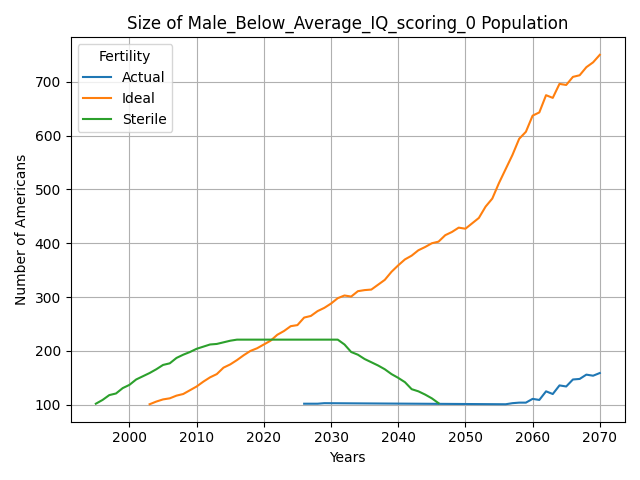 Size of Male_Below_Average_IQ_scoring_0 Population
Fertility
Actual
Ideal
Sterile
700
600
500
400
300
200
100
Number of Americans
2000 2010 2020 2030 2040 2050 2060 2070
Years